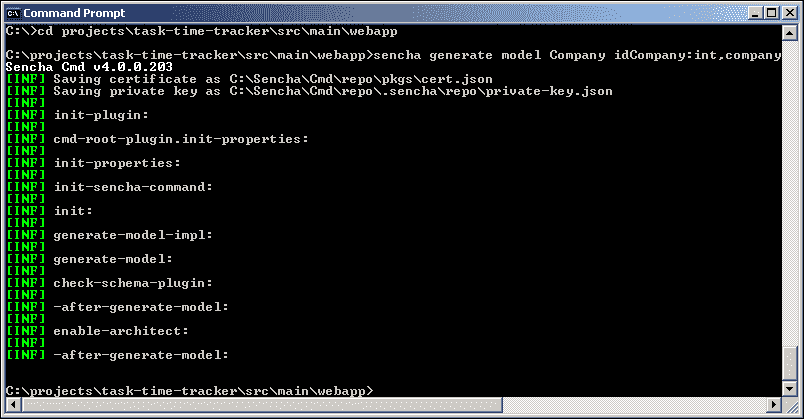 Command Prompt
C:\>cd projects\task-time-tracker\src\main\webapp
C:\projects\task-time-tracker\src\main\webapp>sencha generate model Company idCompany:int,company
Sencha Cmd v4.0.0.203
[INF] Saving certificate as C:\Sencha\Cmd\repo\pkgs\cert.json
[INF] Saving private key as C:\Sencha\Cmd\repo\.sencha\repo\private-key.json
[INF]
[INF] init-plugin:
[INF]
[INF] cmd-root-plugin.init-properties:
[INF]
[INF] init-properties:
[INF]
[INF] init-sencha-command:
[INF]
[INF] init:
[INF]
[INF] generate-model-impl:
[INF]
[INF] generate-model:
[INF]
[INF] check-schema-plugin:
[INF]
[INF] -after-generate-model:
[INF]
[INF] enable-architect:
[INF]
[INF] -after-generate-model:
C:\projects\task-time-tracker\src\main\webapp>